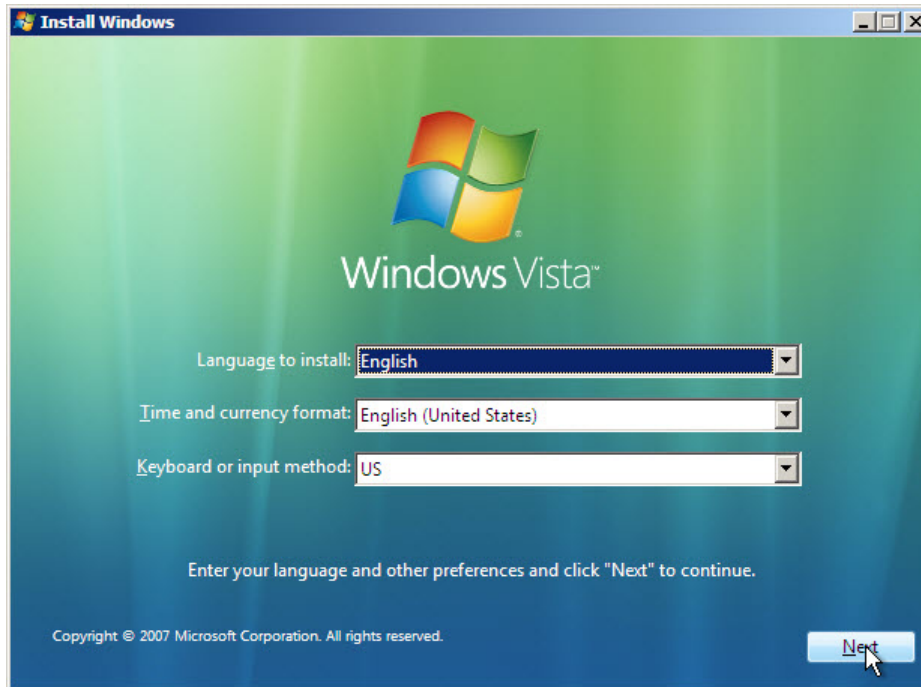 Install Windows
Windows Vista™
Language to install: English
Time and currency format: English (United States)
Keyboard or input method: US
Enter your language and other preferences and click "Next" to continue.
Copyright © 2007 Microsoft Corporation. All rights reserved.
Next